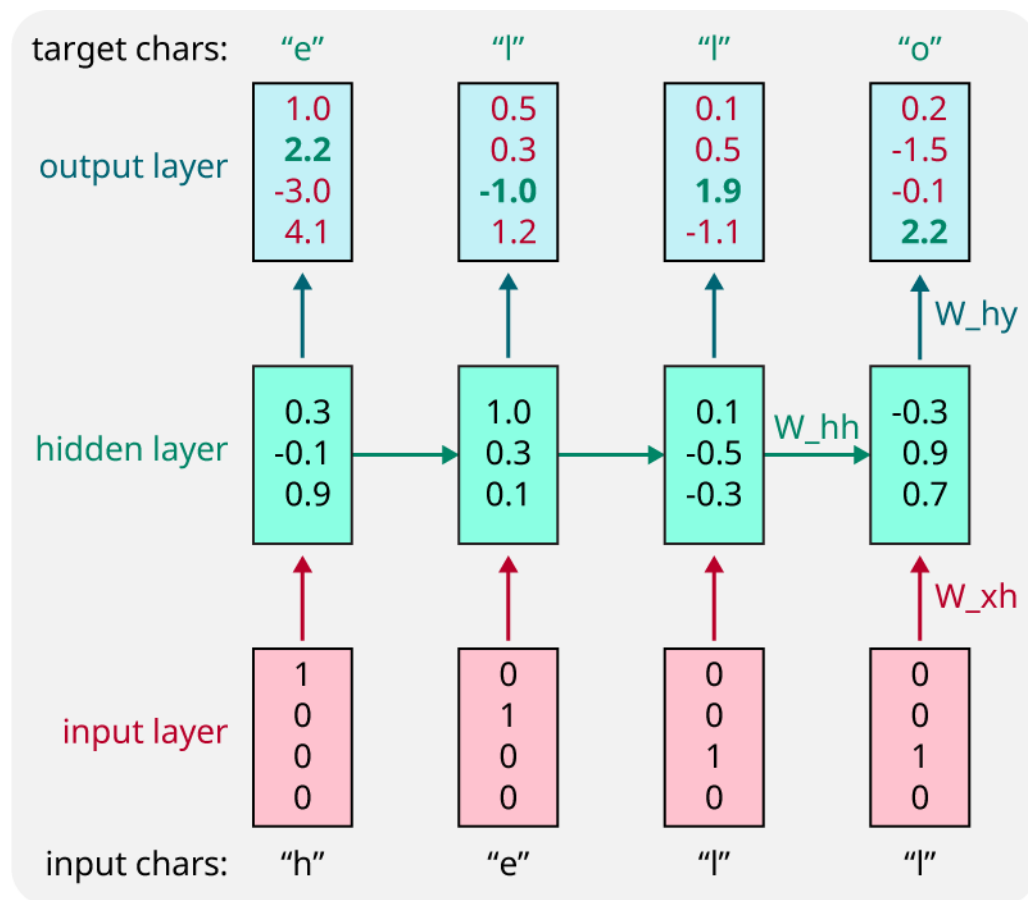 target chars: “e” “l” “l” “o”
1.0 0.5 0.1 0.2
2.2 0.3 0.5 -1.5
output layer
-3.0 -1.0 1.9 -0.1
4.1 1.2 -1.1 2.2
W_hy
0.3 1.0 0.1 -0.3
W_hh
hidden layer -0.1 0.3 -0.5 0.9
0.9 0.1 -0.3 0.7
W_xh
1 0 0 0
0 1 0 0
input layer
0 0 1 1
0 0 0 0
input chars: “h” “e” “l” “l”